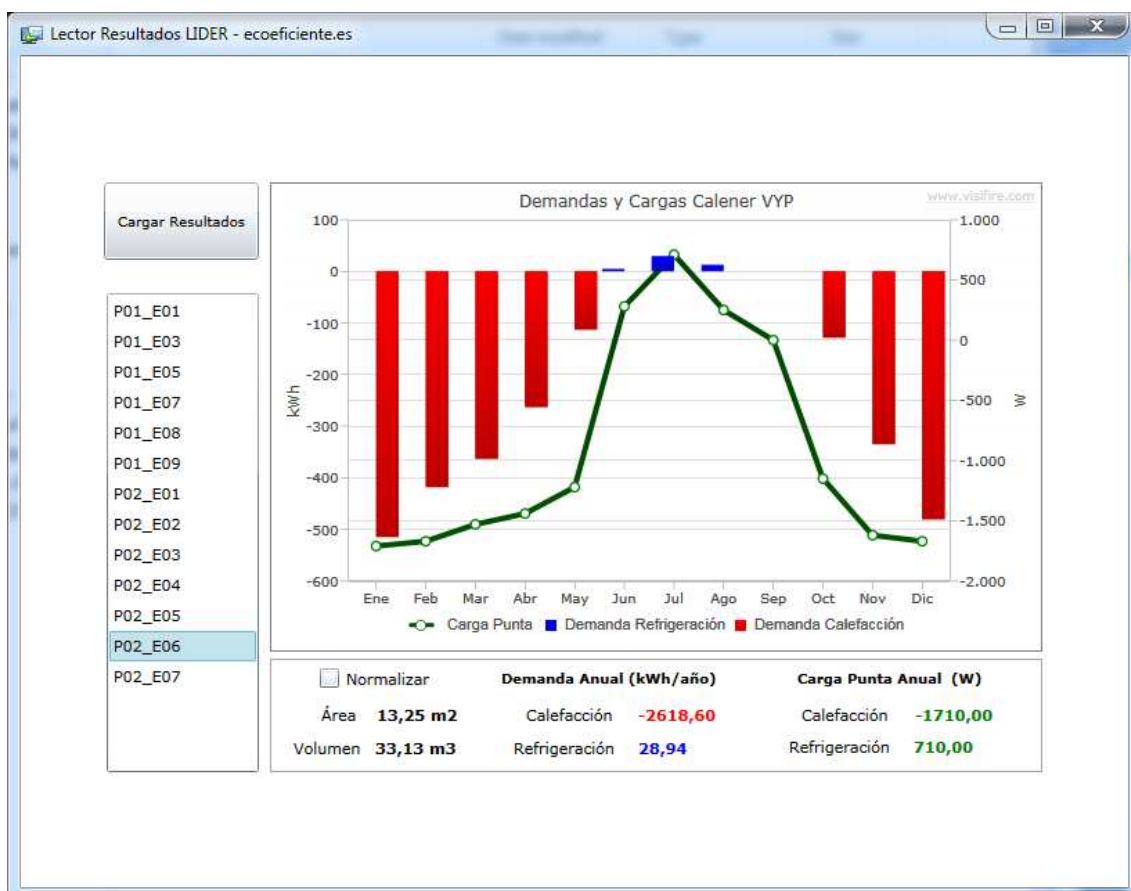 Lector Resultados LIDER - ecoeficiente.es
Cargar Resultados
P01_E01
P01_E03
P01_E05
P01_E07
P01_E08
P01_E09
P02_E01
P02_E02
P02_E03
P02_E04
P02_E05
P02_E06
P02_E07
Demandas y Cargas Calener VYP
www.visifire.com
100
0
-100
-200
-300
-400
-500
-600
kWh
1.000
500
0
-500
-1.000
-1.500
-2.000
W
Ene Feb Mar Abr May Jun Jul Ago Sep Oct Nov Dic
Carga Punta Demanda Refrigeración Demanda Calefacción
Normalizar Demanda Anual (kWh/año) Carga Punta Anual (W)
Área 13,25 m2 Calefacción -2618,60 Calefacción -1710,00
Volumen 33,13 m3 Refrigeración 28,94 Refrigeración 710,00